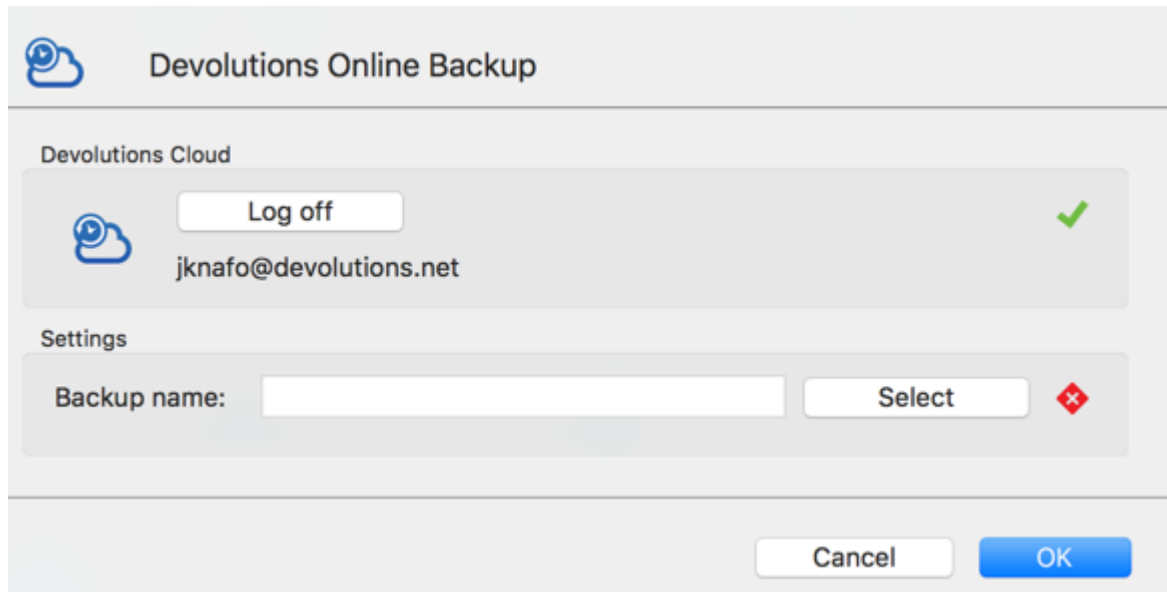 Devolutions Online Backup
Devolutions Cloud
Log off
jknafo@devolutions.net
Settings
Backup name: Select
Cancel OK